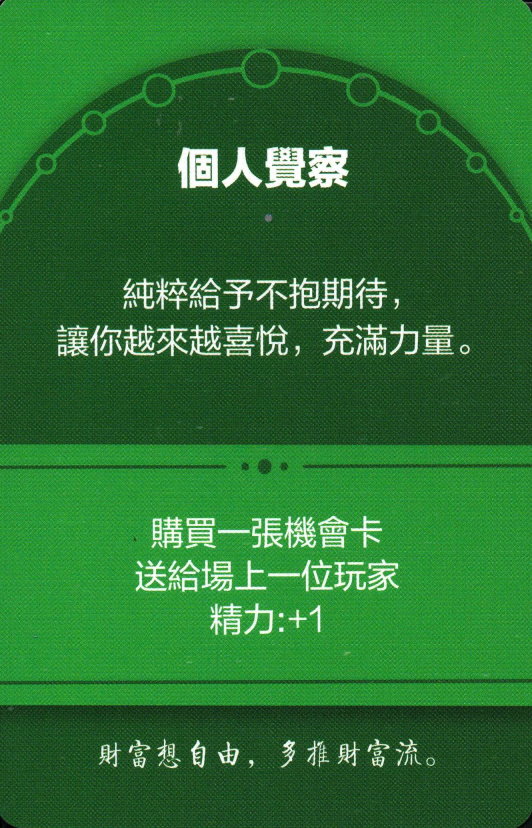 個人覺察
純粹給予不抱期待，
讓你越來越喜悅，充滿力量。
購買一張機會卡
送給場上一位玩家
精力:+1
財富想自由，多推財富流。